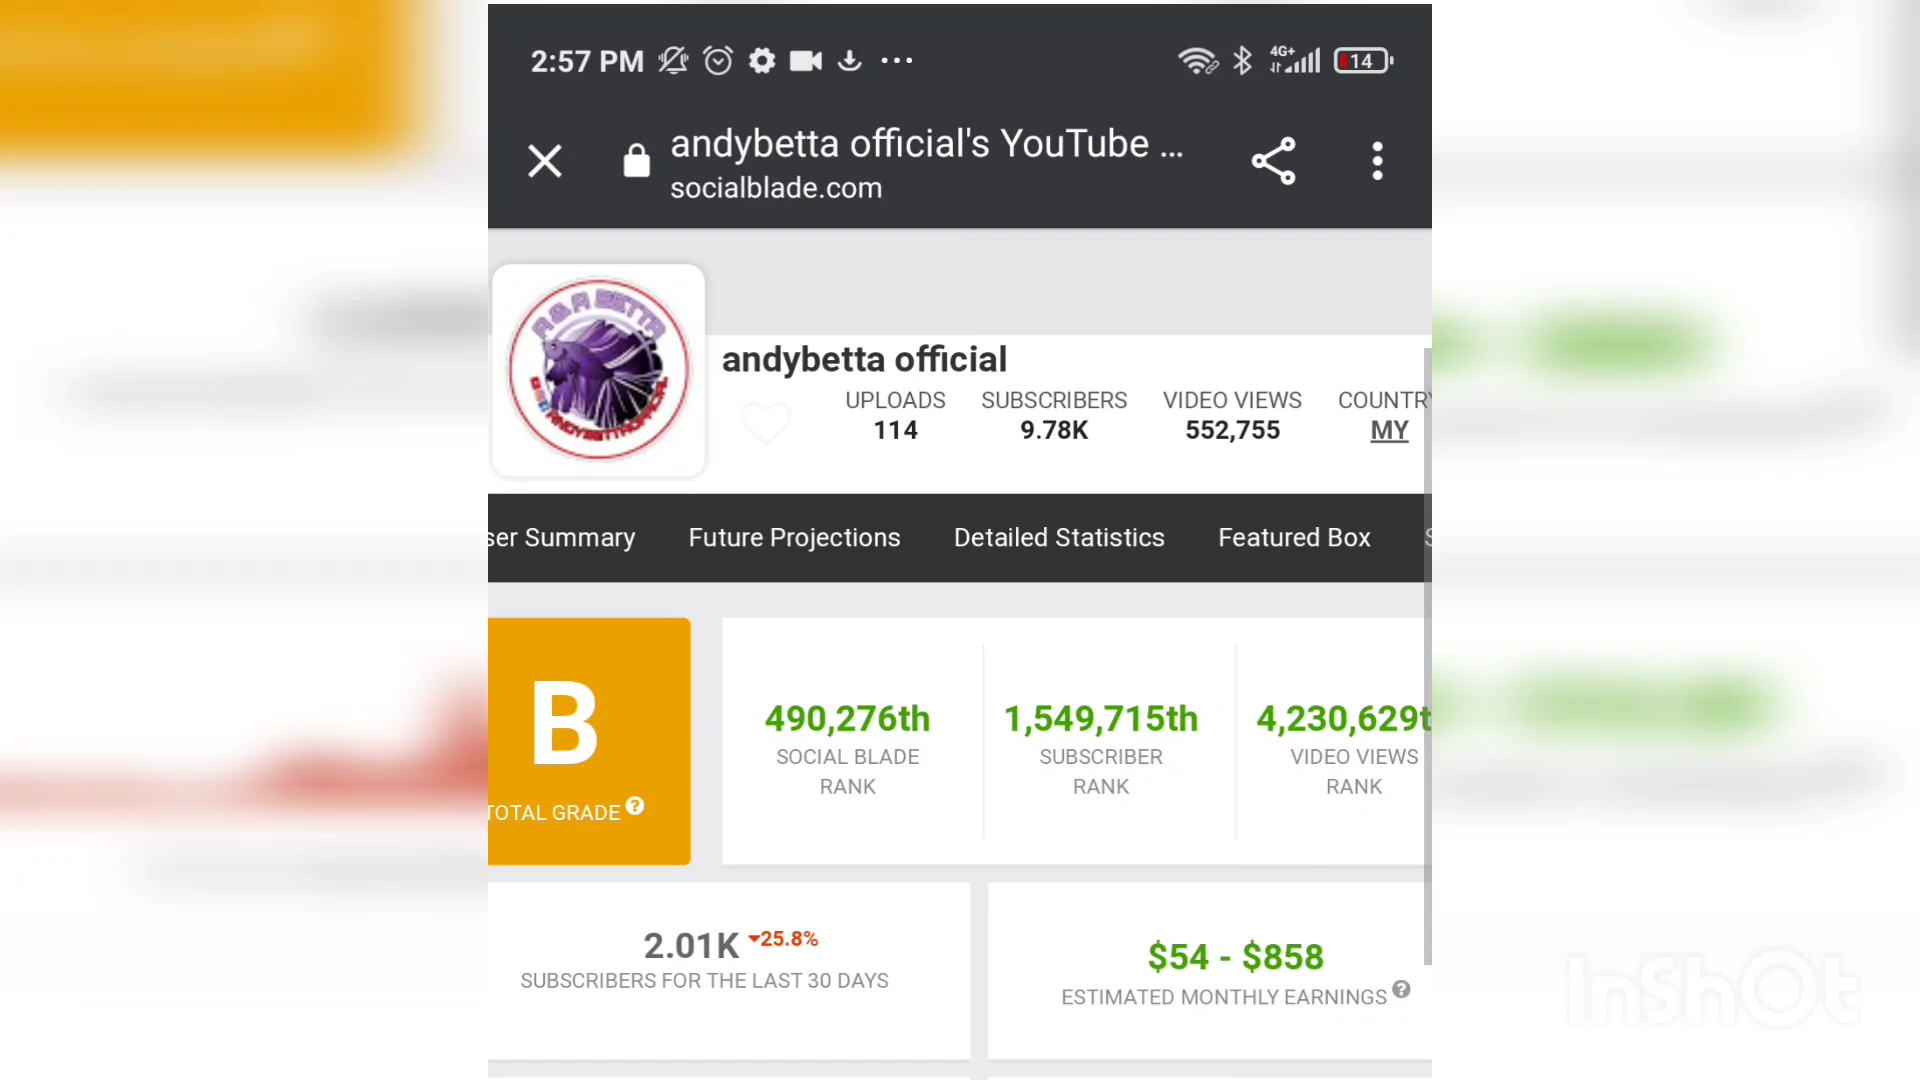 2:57 PM
4G+
14
andybetta official's YouTube ...
socialblade.com
A&A BETTA
andybetta official
UPLOADS
SUBSCRIBERS
VIDEO VIEWS
COUNTRY
114
9.78K
552,755
MY
ser Summary
Future Projections
Detailed Statistics
Featured Box
B
TOTAL GRADE ?
490,276th
SOCIAL BLADE
RANK
1,549,715th
SUBSCRIBER
RANK
4,230,629t
VIDEO VIEWS
RANK
2.01K 25.8%
SUBSCRIBERS FOR THE LAST 30 DAYS
$54 - $858
ESTIMATED MONTHLY EARNINGS ?
InShOt